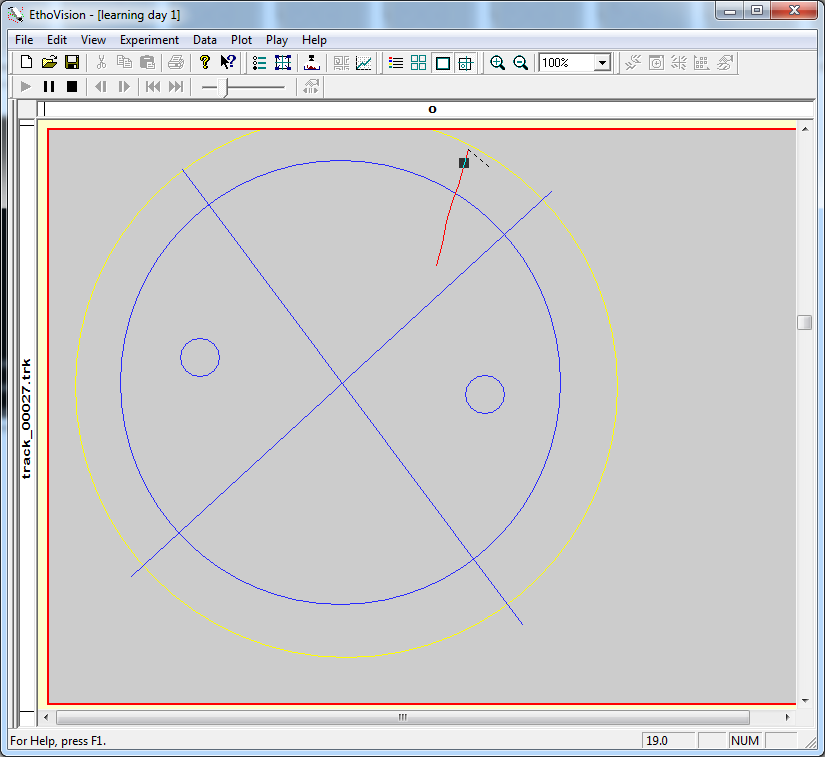 EthoVision - [learning day 1]
File Edit View Experiment Data Plot Play Help
100%
o
track_00027.trk
For Help, press F1.
19.0
NUM